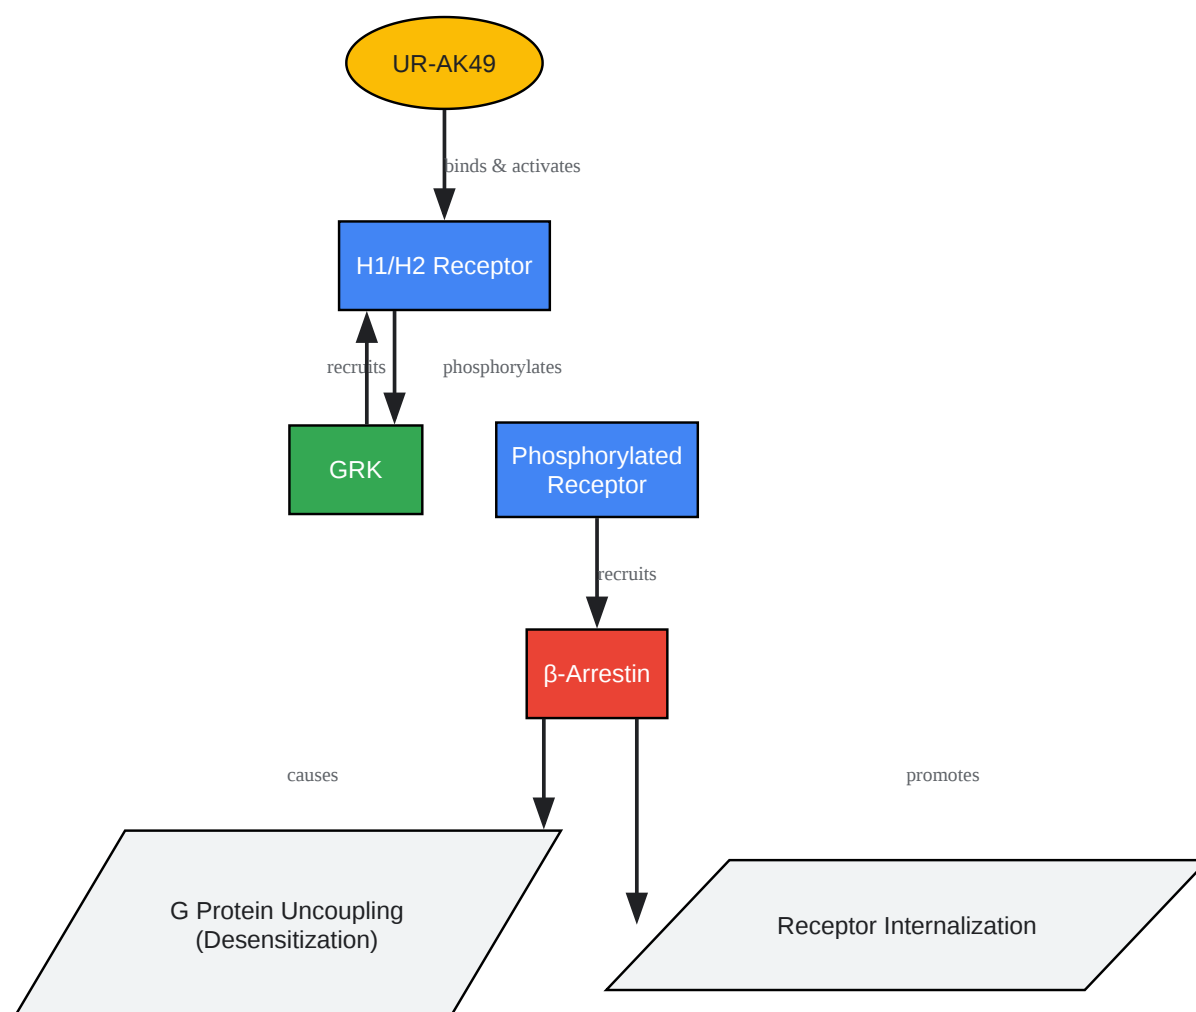 UR-AK49
binds & activates
H1/H2 Receptor
recruits
phosphorylates
GRK
Phosphorylated
Receptor
recruits
β-Arrestin
causes
promotes
G Protein Uncoupling
(Desensitization)
Receptor Internalization